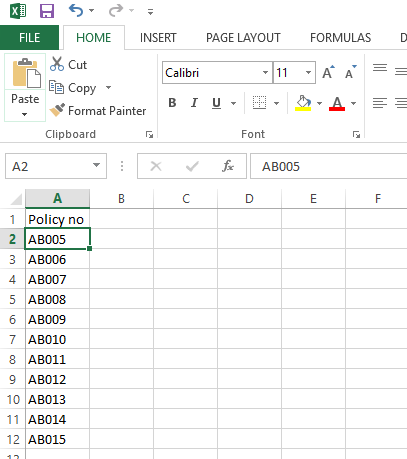 FILE HOME INSERT PAGE LAYOUT FORMULAS
Cut
Copy
Format Painter
Paste
Clipboard
Calibri 11 A A
B I U A
Font
A2 fx AB005
A B C D E F
1 Policy no
2 AB005
3 AB006
4 AB007
5 AB008
6 AB009
7 AB010
8 AB011
9 AB012
10 AB013
11 AB014
12 AB015